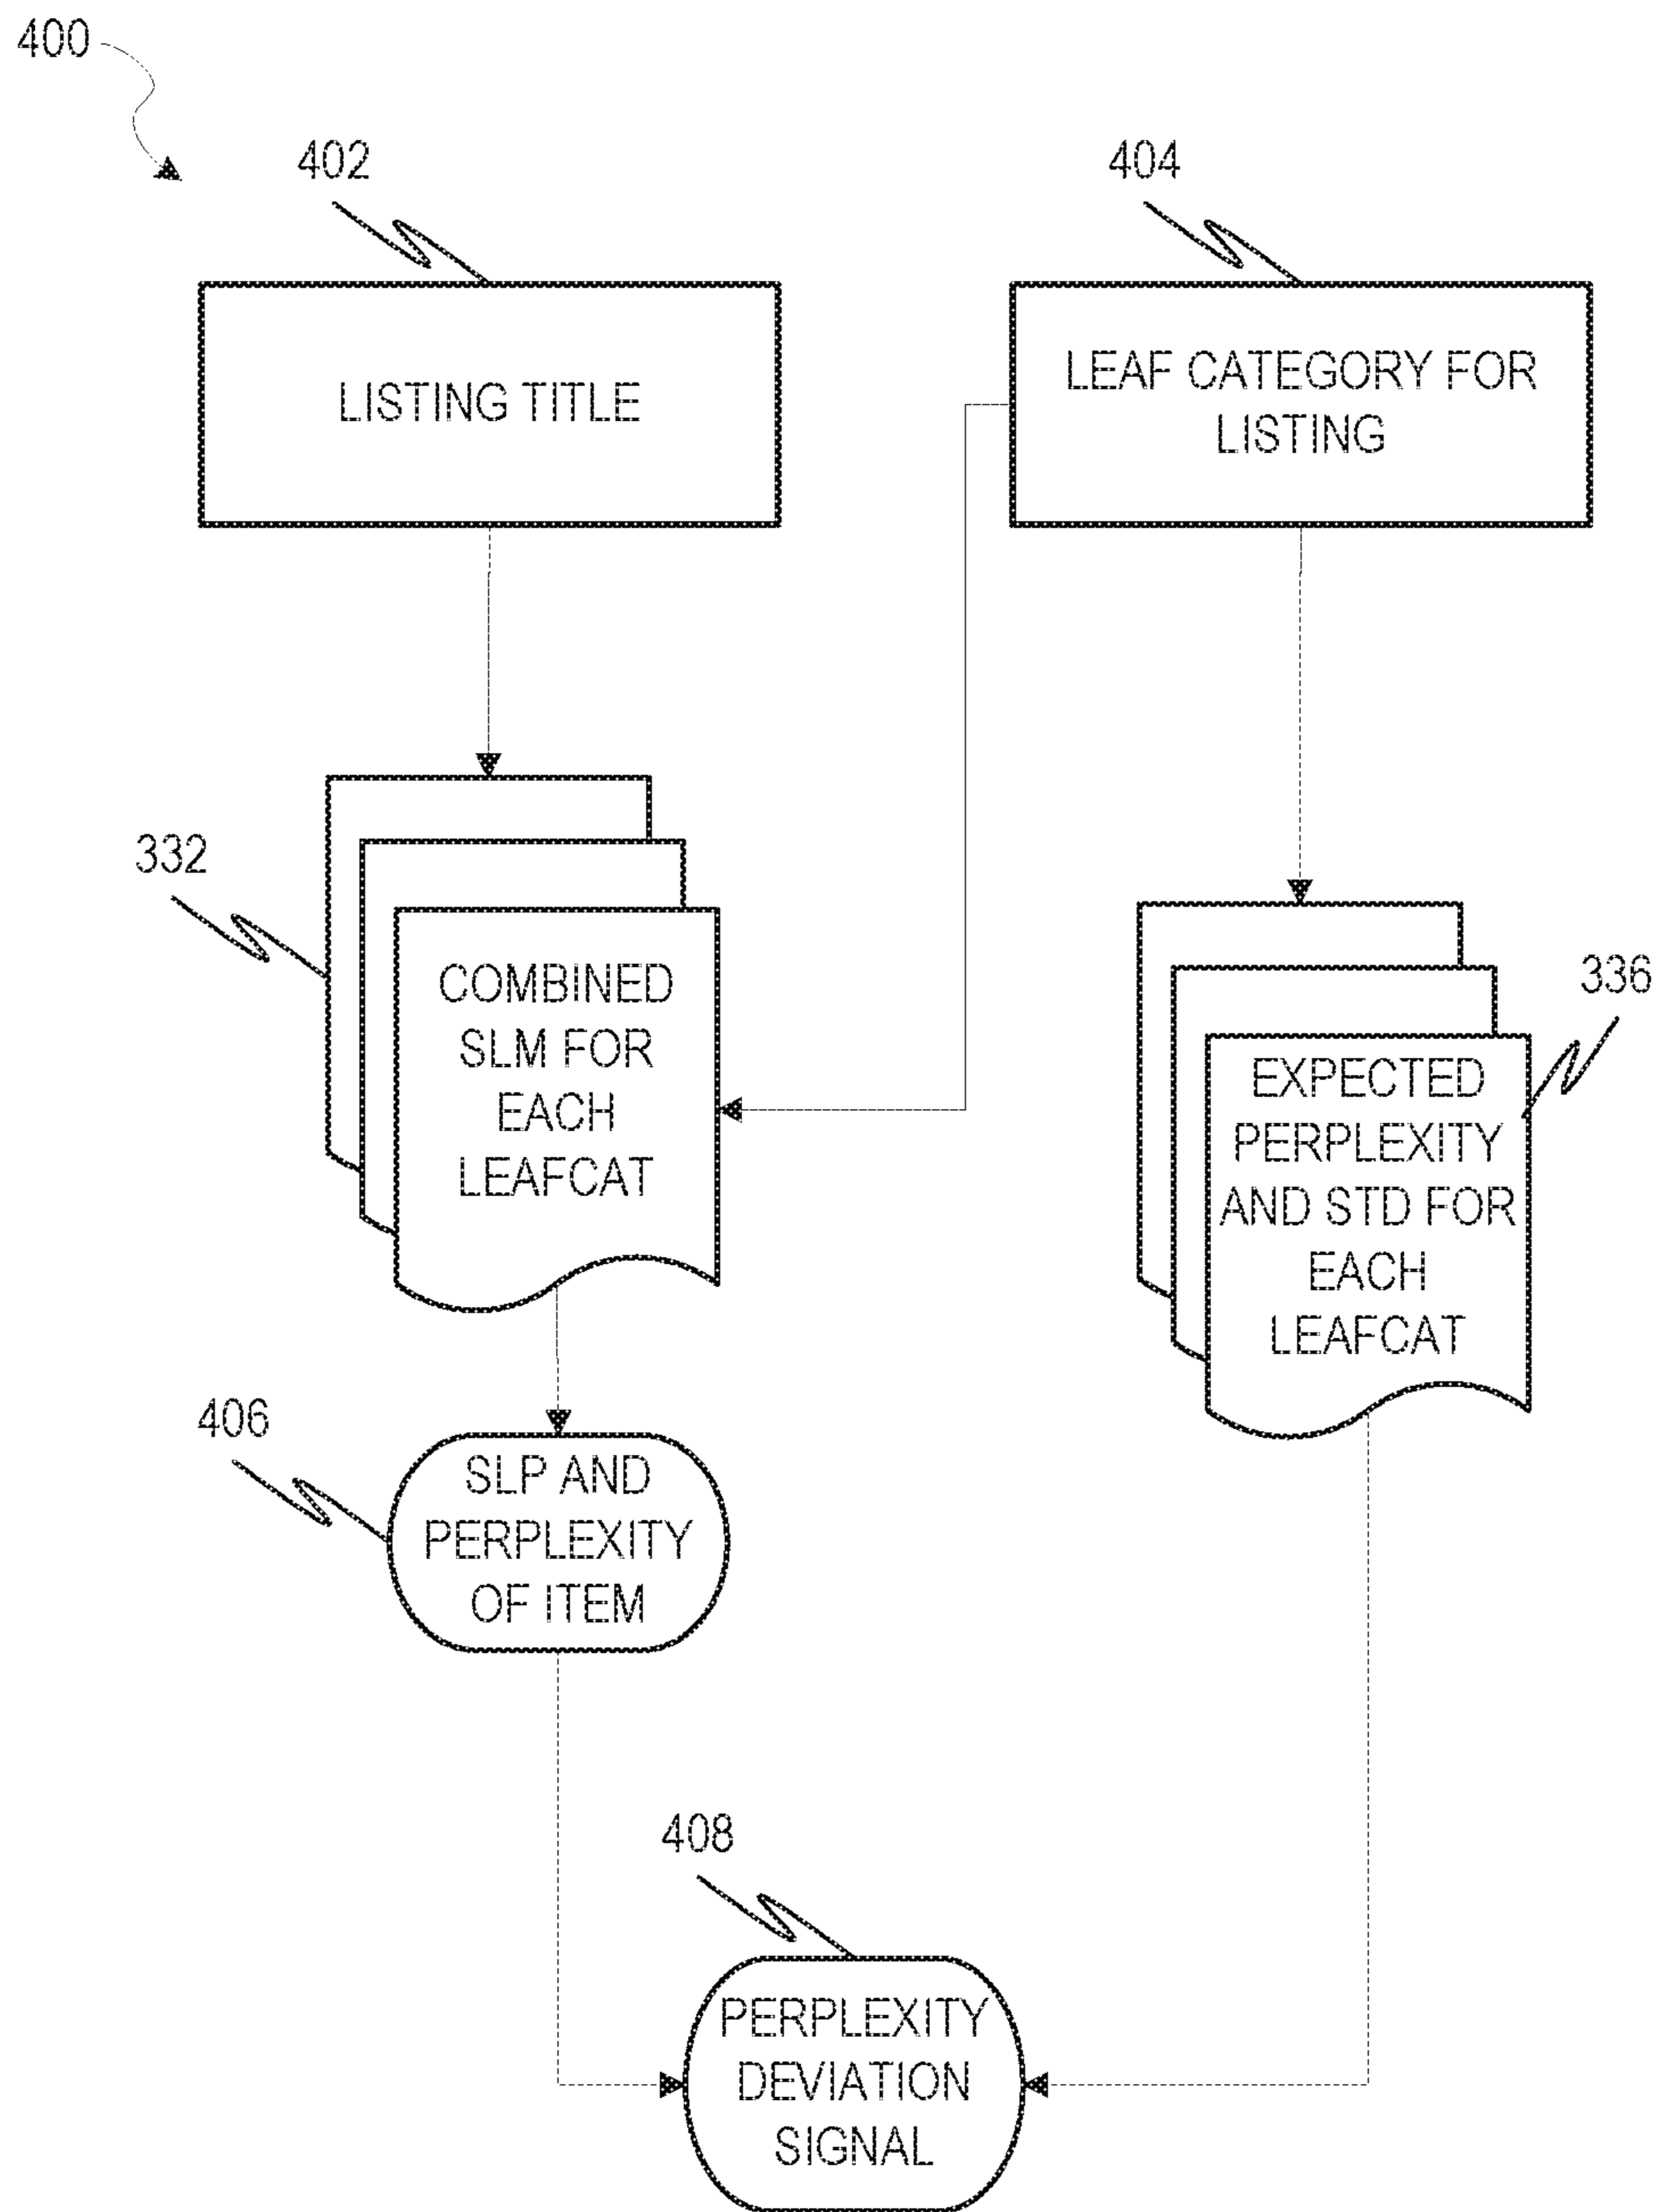 400
402
404
LISTING TITLE
LEAF CATEGORY FOR
LISTING
332
COMBINED
SLM FOR
EACH
LEAFCAT
336
EXPECTED
PERPLEXITY
AND STD FOR
EACH
LEAFCAT
406
SLP AND
PERPLEXITY
OF ITEM
408
PERPLEXITY
DEVIATION
SIGNAL